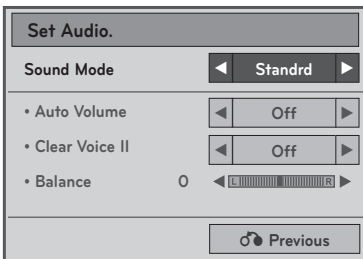 Set Audio.
Sound Mode ◀ Standrd ▶
• Auto Volume ◀ Off ▶
• Clear Voice II ◀ Off ▶
• Balance 0 ◀ L R ▶
Previous